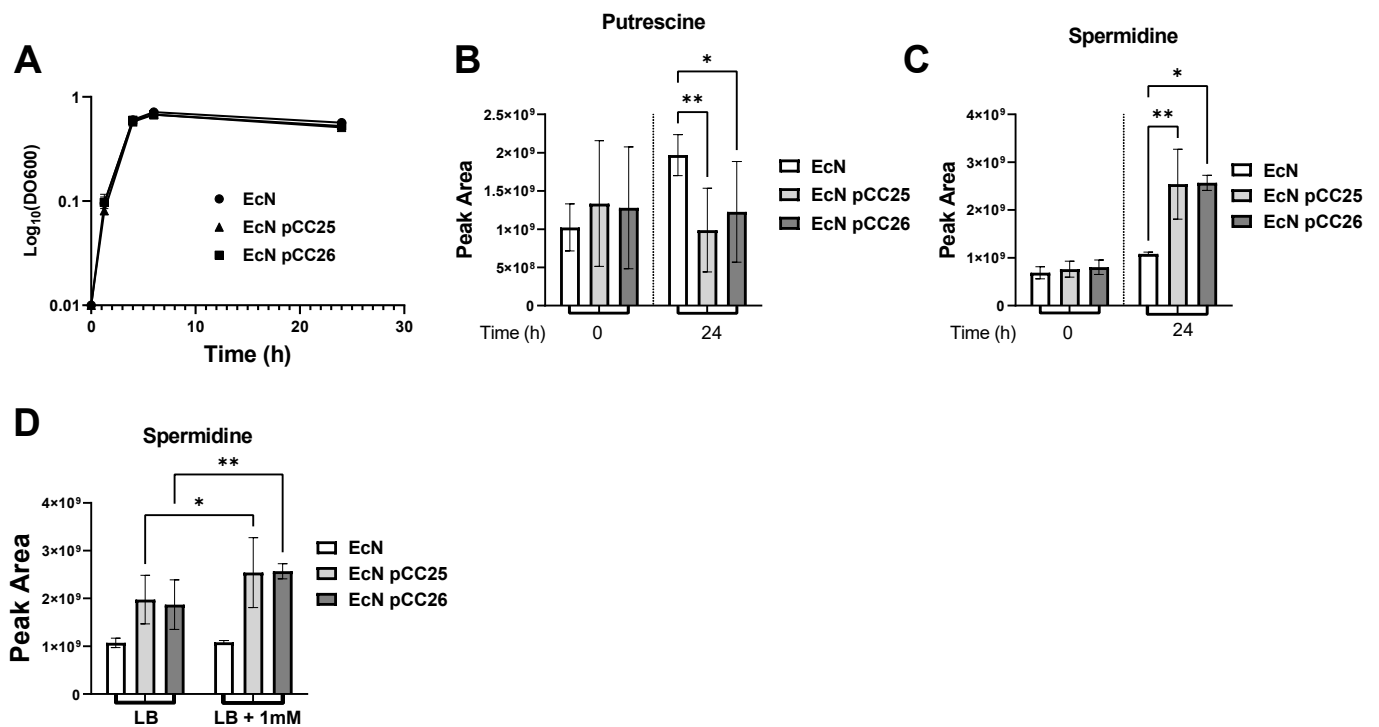 A
1
0.1
0.01
Log₁₀(DO600)
0 10 20 30
Time (h)
EcN
EcN pCC25
EcN pCC26
B
Putrescine
2.5×10⁹
2×10⁹
1.5×10⁹
1×10⁹
5×10⁸
0
Peak Area
*
**
Time (h) 0 24
EcN
EcN pCC25
EcN pCC26
C
Spermidine
4×10⁹
3×10⁹
2×10⁹
1×10⁹
0
Peak Area
*
**
Time (h) 0 24
EcN
EcN pCC25
EcN pCC26
D
Spermidine
4×10⁹
3×10⁹
2×10⁹
1×10⁹
0
Peak Area
**
*
LB LB + 1mM
EcN
EcN pCC25
EcN pCC26